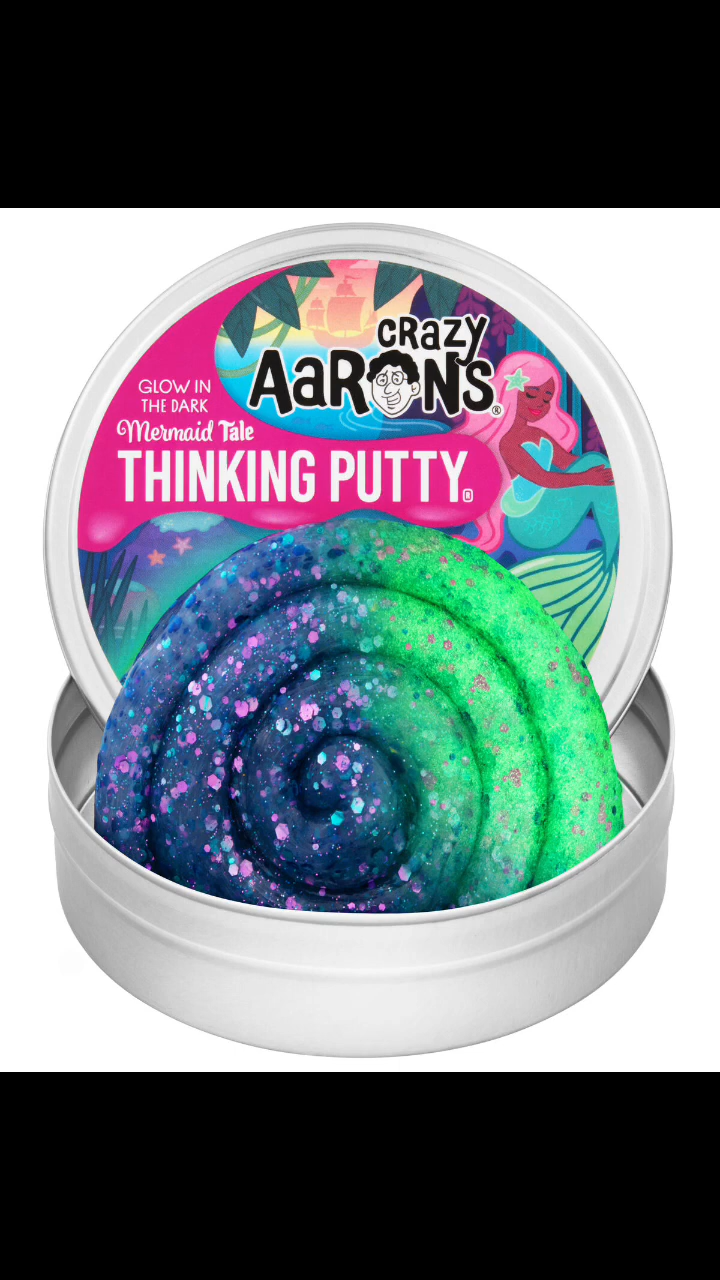 CRAZY
AARONS®
GLOW IN
THE DARK
Mermaid Tale
THINKING PUTTY